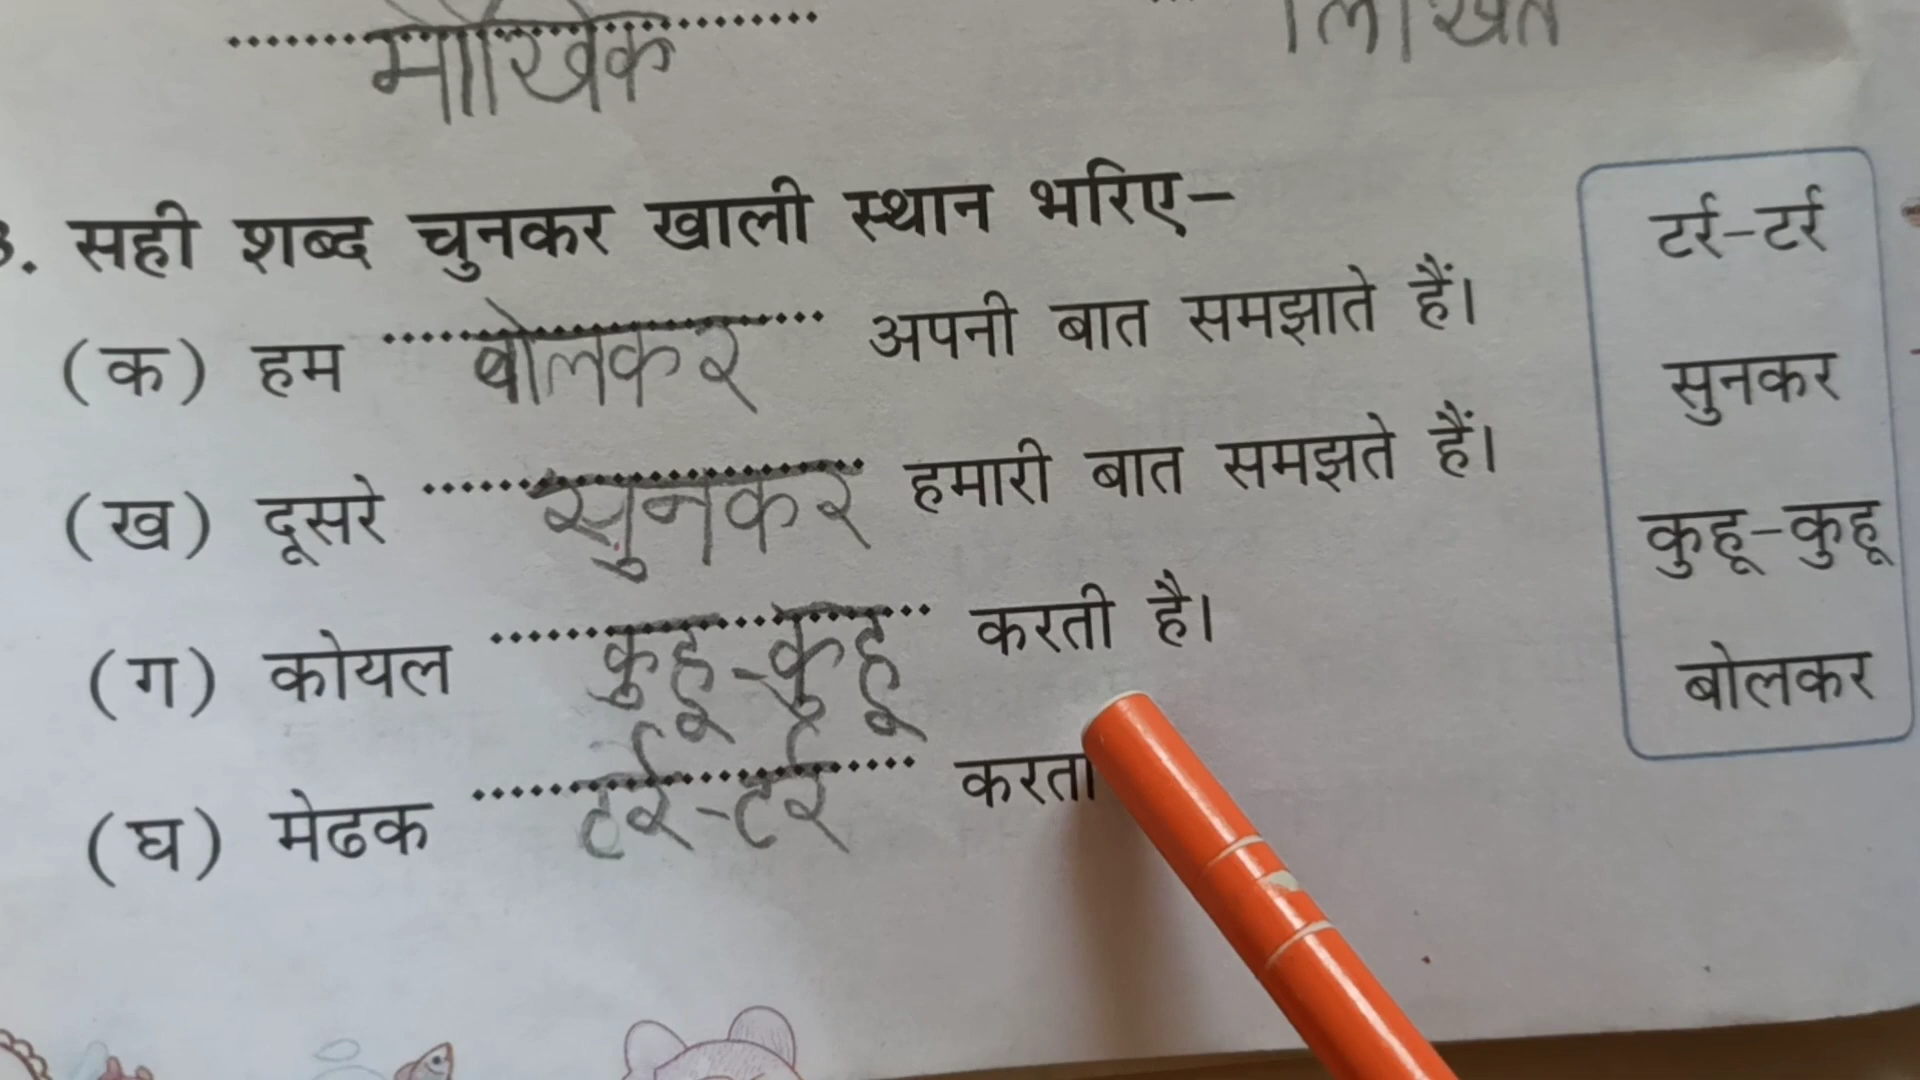 मौखिक लिखित
3. सही शब्द चुनकर खाली स्थान भरिए–
(क) हम बोलकर अपनी बात समझाते हैं।
(ख) दूसरे सुनकर हमारी बात समझते हैं।
(ग) कोयल कुहू-कुहू करती है।
(घ) मेढक टर्र-टर्र करता
टर्र-टर्र
सुनकर
कुहू-कुहू
बोलकर